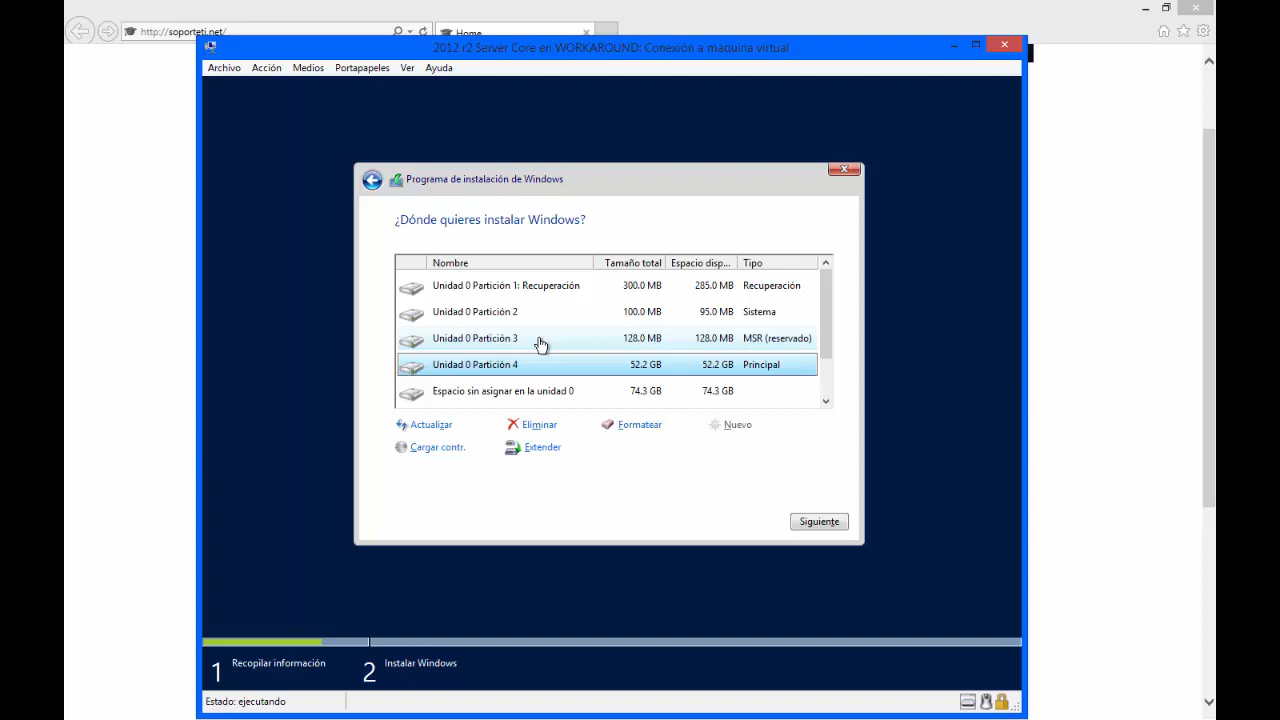 http://soporteti.net/
Home
2012 r2 Server Core en WORKAROUND: Conexión a maquina virtual
Archivo Acción Medios Portapapeles Ver Ayuda
Programa de instalación de Windows
¿Dónde quieres instalar Windows?
Nombre Tamaño total Espacio disp... Tipo
Unidad 0 Partición 1: Recuperación 300.0 MB 285.0 MB Recuperación
Unidad 0 Partición 2 100.0 MB 95.0 MB Sistema
Unidad 0 Partición 3 128.0 MB 128.0 MB MSR (reservado)
Unidad 0 Partición 4 52.2 GB 52.2 GB Principal
Espacio sin asignar en la unidad 0 74.3 GB 74.3 GB
Actualizar Eliminar Formatear Nuevo
Cargar contr. Extender
Siguiente
1 Recopilar información 2 Instalar Windows
Estado: ejecutando